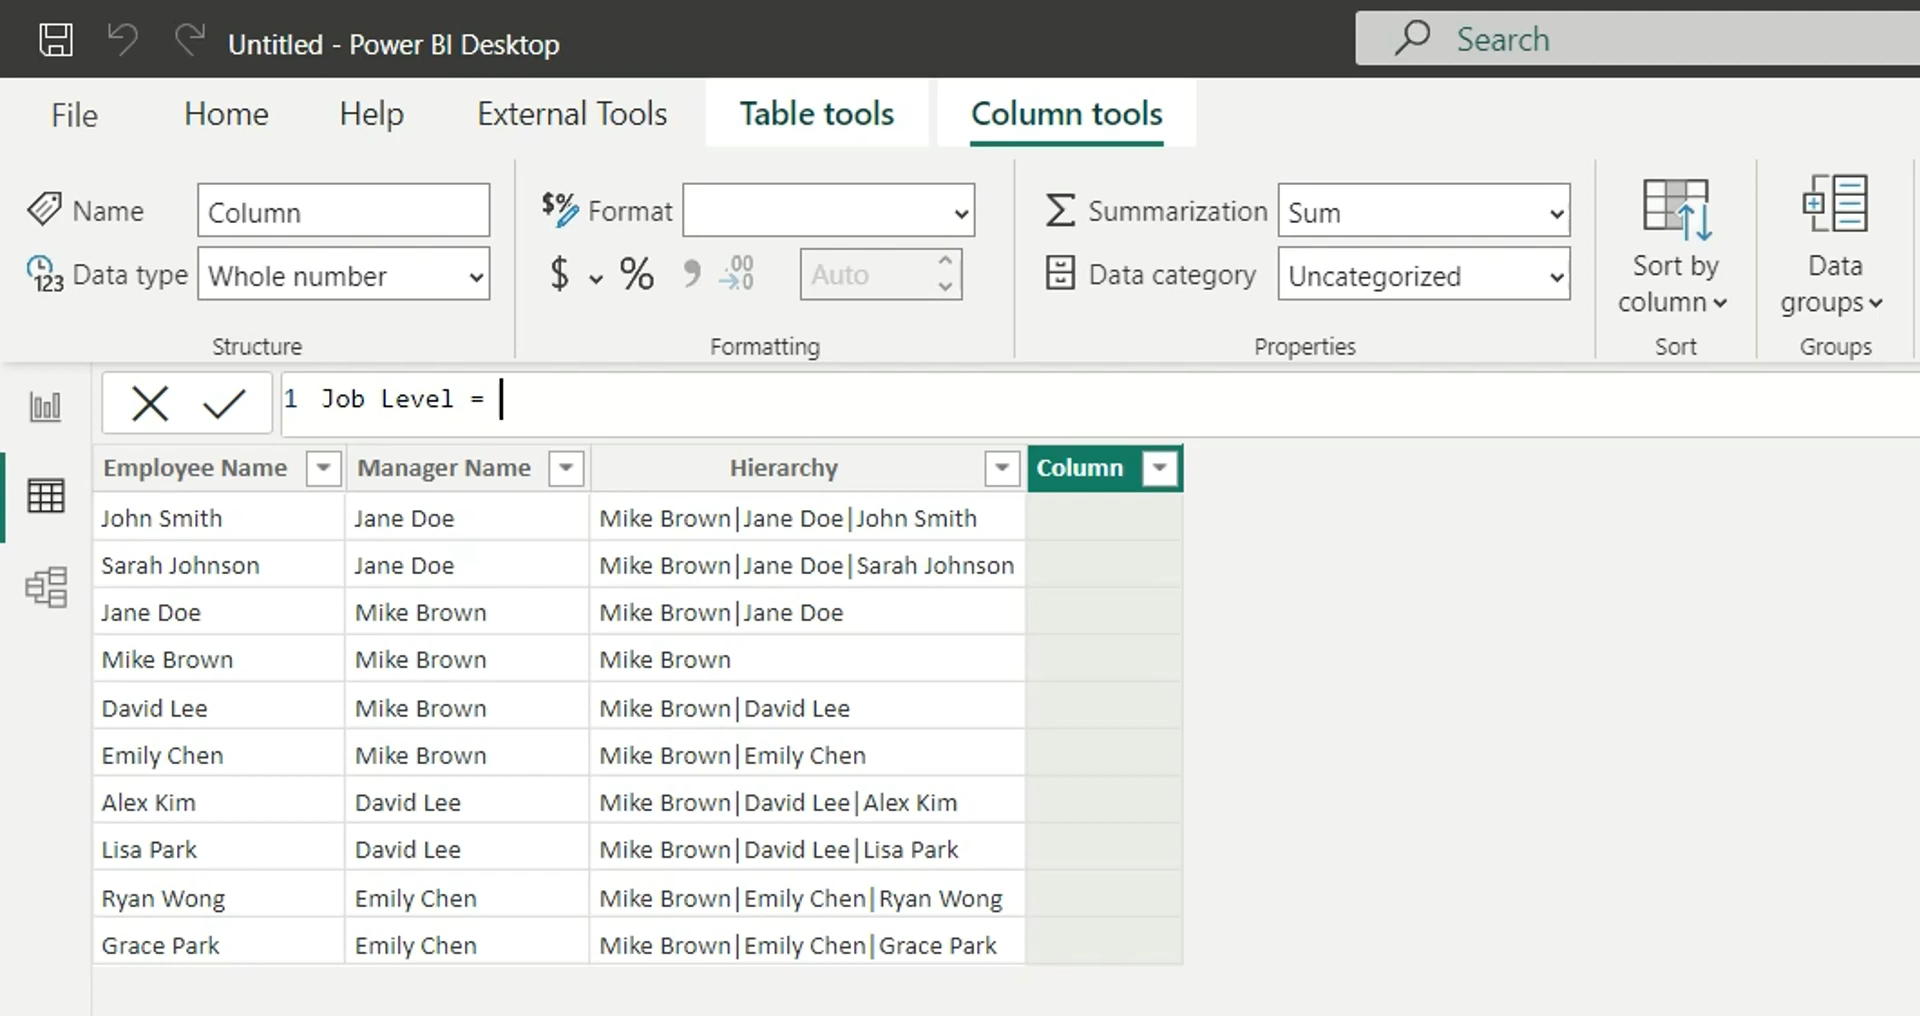 Untitled - Power BI Desktop
Search
File Home Help External Tools Table tools Column tools
Name Column $% Format Summarization Sum
123 Data type Whole number $ % , .00 →.0 Auto Data category Uncategorized
Sort by column
Data groups
Structure Formatting Properties Sort Groups
1 Job Level =
Employee Name Manager Name Hierarchy Column
John Smith Jane Doe Mike Brown|Jane Doe|John Smith
Sarah Johnson Jane Doe Mike Brown|Jane Doe|Sarah Johnson
Jane Doe Mike Brown Mike Brown|Jane Doe
Mike Brown Mike Brown Mike Brown
David Lee Mike Brown Mike Brown|David Lee
Emily Chen Mike Brown Mike Brown|Emily Chen
Alex Kim David Lee Mike Brown|David Lee|Alex Kim
Lisa Park David Lee Mike Brown|David Lee|Lisa Park
Ryan Wong Emily Chen Mike Brown|Emily Chen|Ryan Wong
Grace Park Emily Chen Mike Brown|Emily Chen|Grace Park